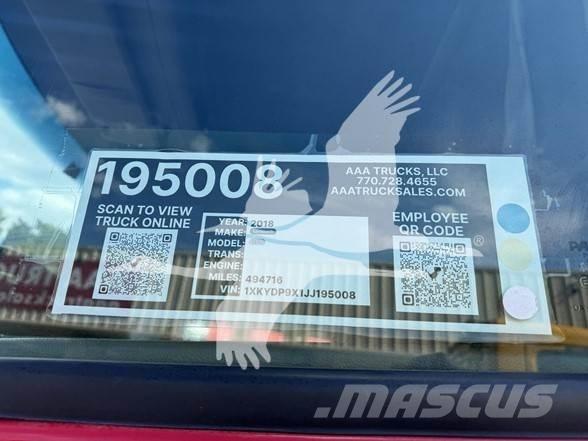 195008
AAA TRUCKS, LLC
770.728.4655
AAATRUCKSALES.COM
SCAN TO VIEW
TRUCK ONLINE
YEAR: 2018
MAKE:
MODEL:
TRANS:
ENGINE:
MILES: 494716
VIN: 1XKYDP9X1JJ195008
EMPLOYEE
QR CODE
®
MASCUS